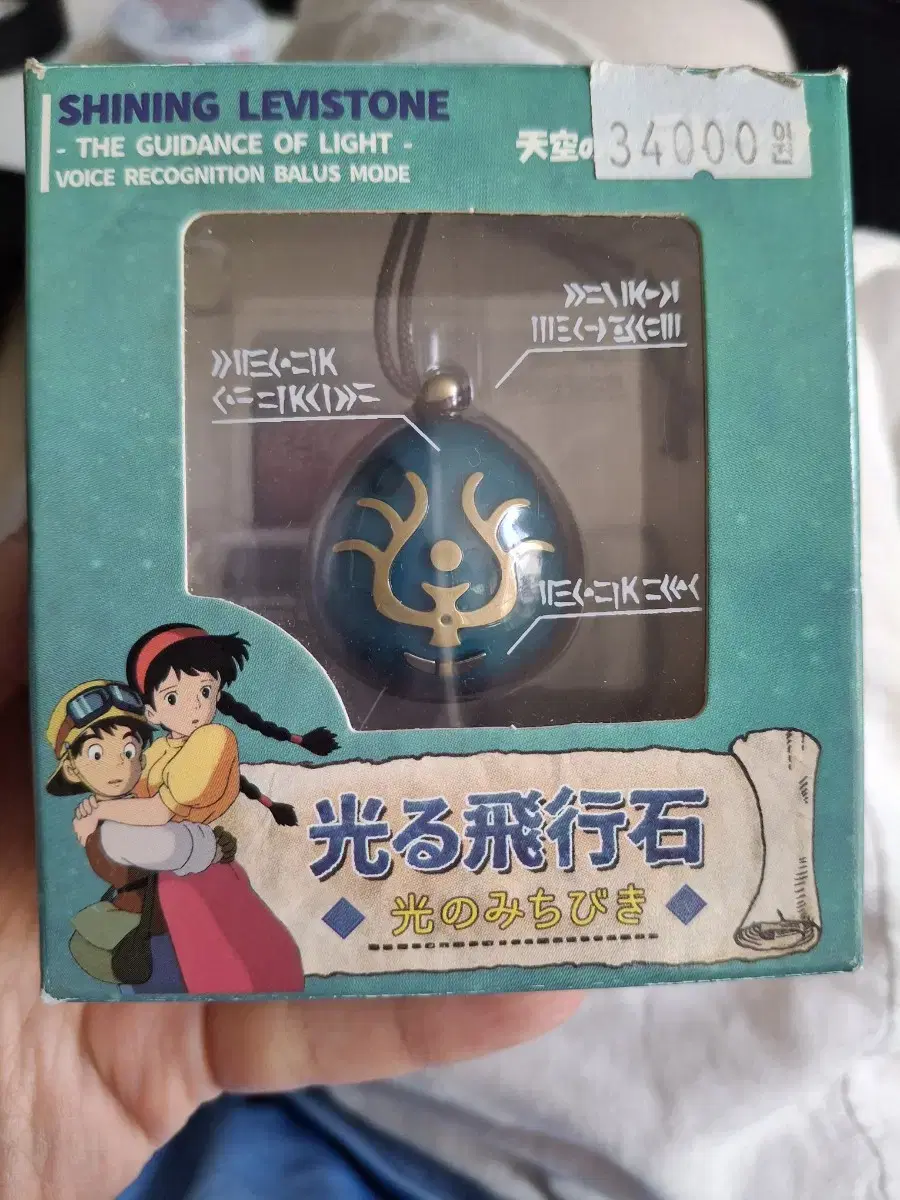 SHINING LEVISTONE
- THE GUIDANCE OF LIGHT -
VOICE RECOGNITION BALUS MODE
天空の
34000원
光る飛行石
光のみちびき